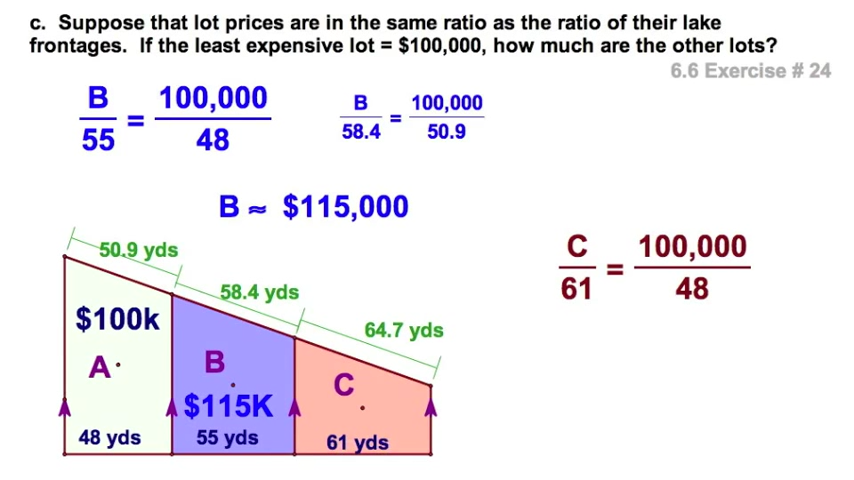 c. Suppose that lot prices are in the same ratio as the ratio of their lake
frontages. If the least expensive lot = $100,000, how much are the other lots?
6.6 Exercise # 24
B/55 = 100,000/48
B/58.4 = 100,000/50.9
B ≈ $115,000
C/61 = 100,000/48
50.9 yds
58.4 yds
64.7 yds
$100k
A
B
$115K
C
48 yds
55 yds
61 yds